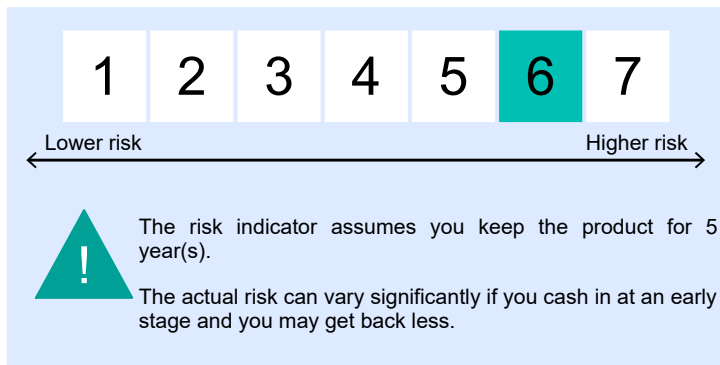 1 2 3 4 5 6 7
Lower risk Higher risk
!
The risk indicator assumes you keep the product for 5
year(s).
The actual risk can vary significantly if you cash in at an early
stage and you may get back less.